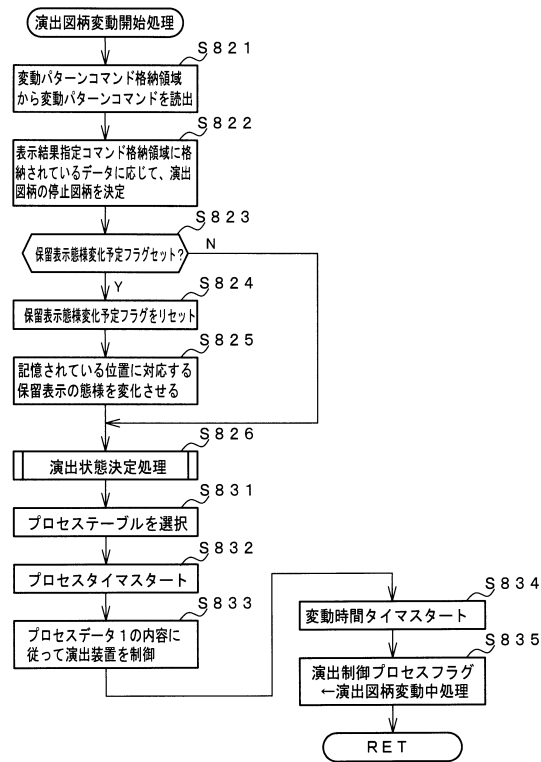 演出図柄変動開始処理
S821
変動パターンコマンド格納領域
から変動パターンコマンドを読出
S822
表示結果指定コマンド格納領域に格
納されているデータに応じて、演出
図柄の停止図柄を決定
S823
保留表示態様変化予定フラグセット？
N
Y
S824
保留表示態様変化予定フラグをリセット
S825
記憶されている位置に対応する
保留表示の態様を変化させる
S826
演出状態決定処理
S831
プロセステーブルを選択
S832
プロセスタイマスタート
S833
プロセスデータ１の内容に
従って演出装置を制御
S834
変動時間タイマスタート
S835
演出制御プロセスフラグ
←演出図柄変動中処理
RET